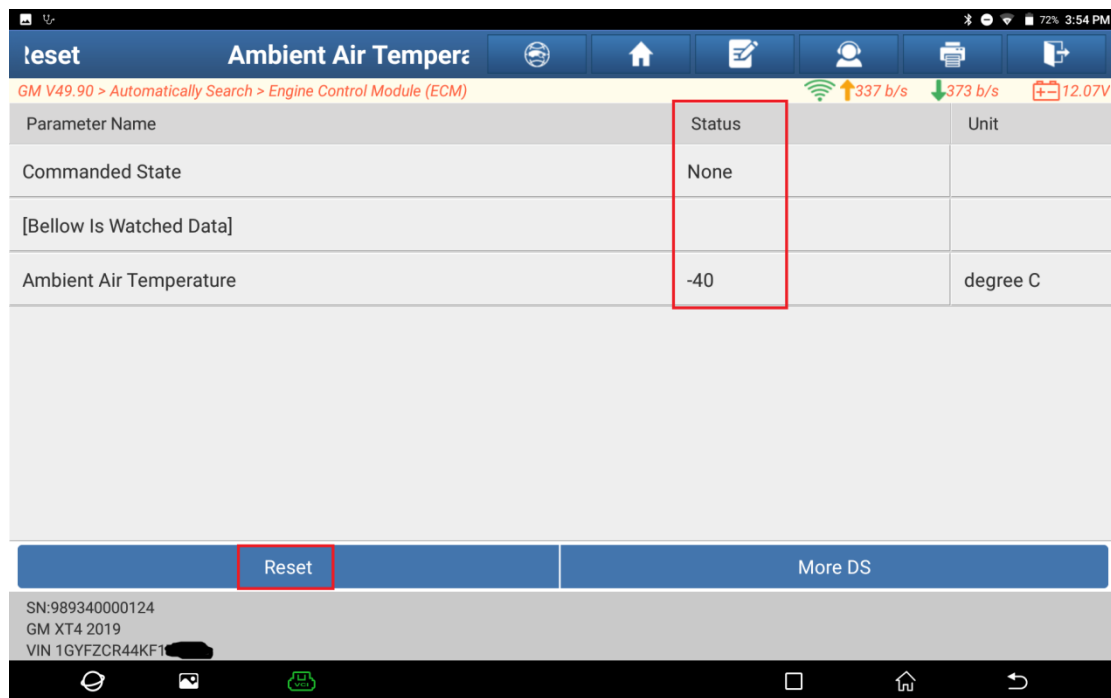 72% 3:54 PM
Reset Ambient Air Tempera
GM V49.90 > Automatically Search > Engine Control Module (ECM) 337 b/s 373 b/s 12.07V
Parameter Name Status Unit
Commanded State None
[Bellow Is Watched Data]
Ambient Air Temperature -40 degree C
Reset More DS
SN:989340000124
GM XT4 2019
VIN 1GYFZCR44KF1
VCI